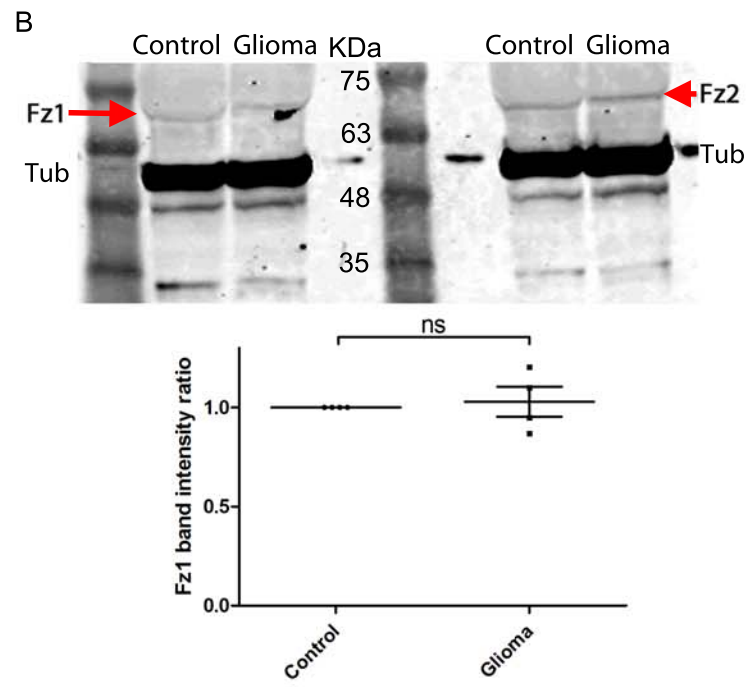 B
Control Glioma KDa Control Glioma
75
Fz1 Fz2
63
Tub Tub
48
35
ns
Fz1 band intensity ratio
1.0
0.5
0.0
Control Glioma